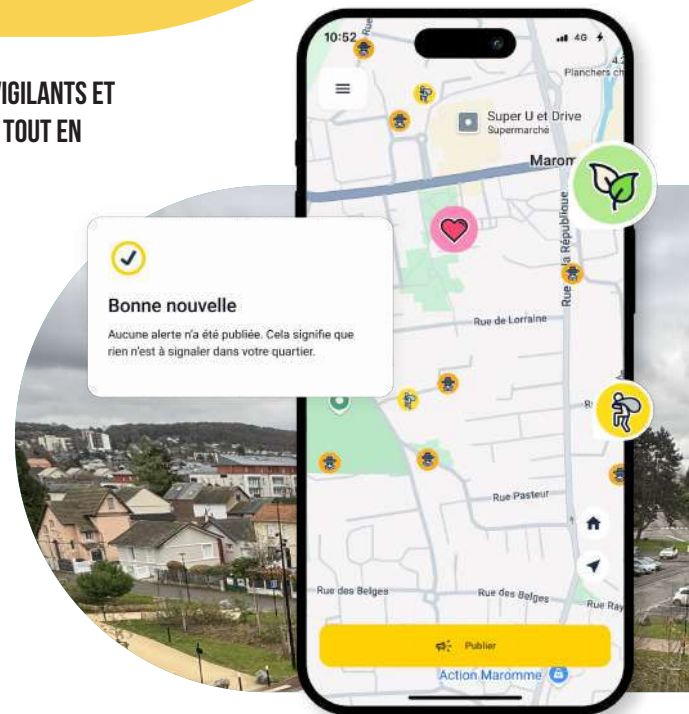 VIGILANTS ET
TOUT EN
10:52
4G
Rue
Planchers ch
Super U et Drive
Supermarché
Marom
Rue de la République
Bonne nouvelle
Aucune alerte n'a été publiée. Cela signifie que
rien n'est à signaler dans votre quartier.
Rue de Lorraine
Rue Pasteur
Rue des Belges
Rue des Belges
Rue Ray
Publier
Action Maromme